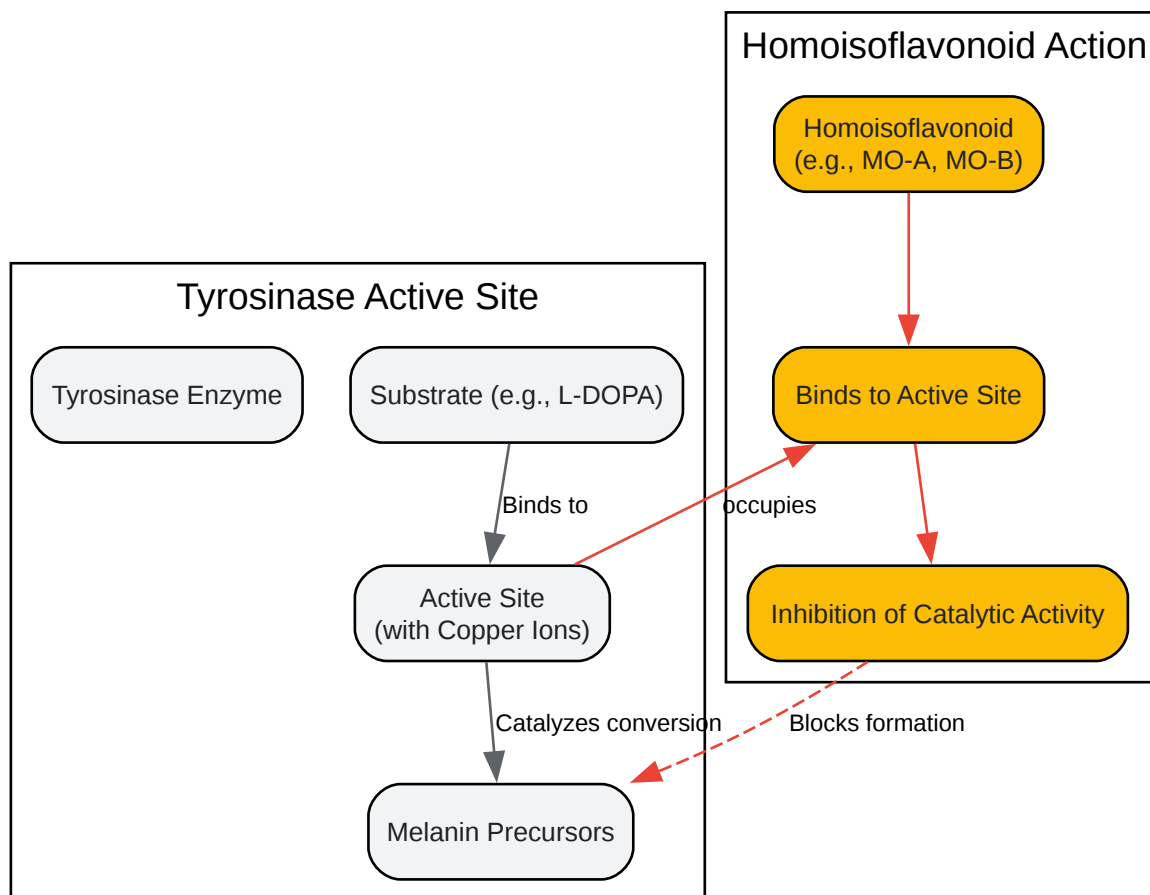 Homoisoflavonoid Action
Homoisoflavonoid
(e.g., MO-A, MO-B)
Tyrosinase Active Site
Tyrosinase Enzyme
Substrate (e.g., L-DOPA)
Binds to Active Site
Binds to
occupies
Active Site
(with Copper Ions)
Inhibition of Catalytic Activity
Catalyzes conversion
Blocks formation
Melanin Precursors